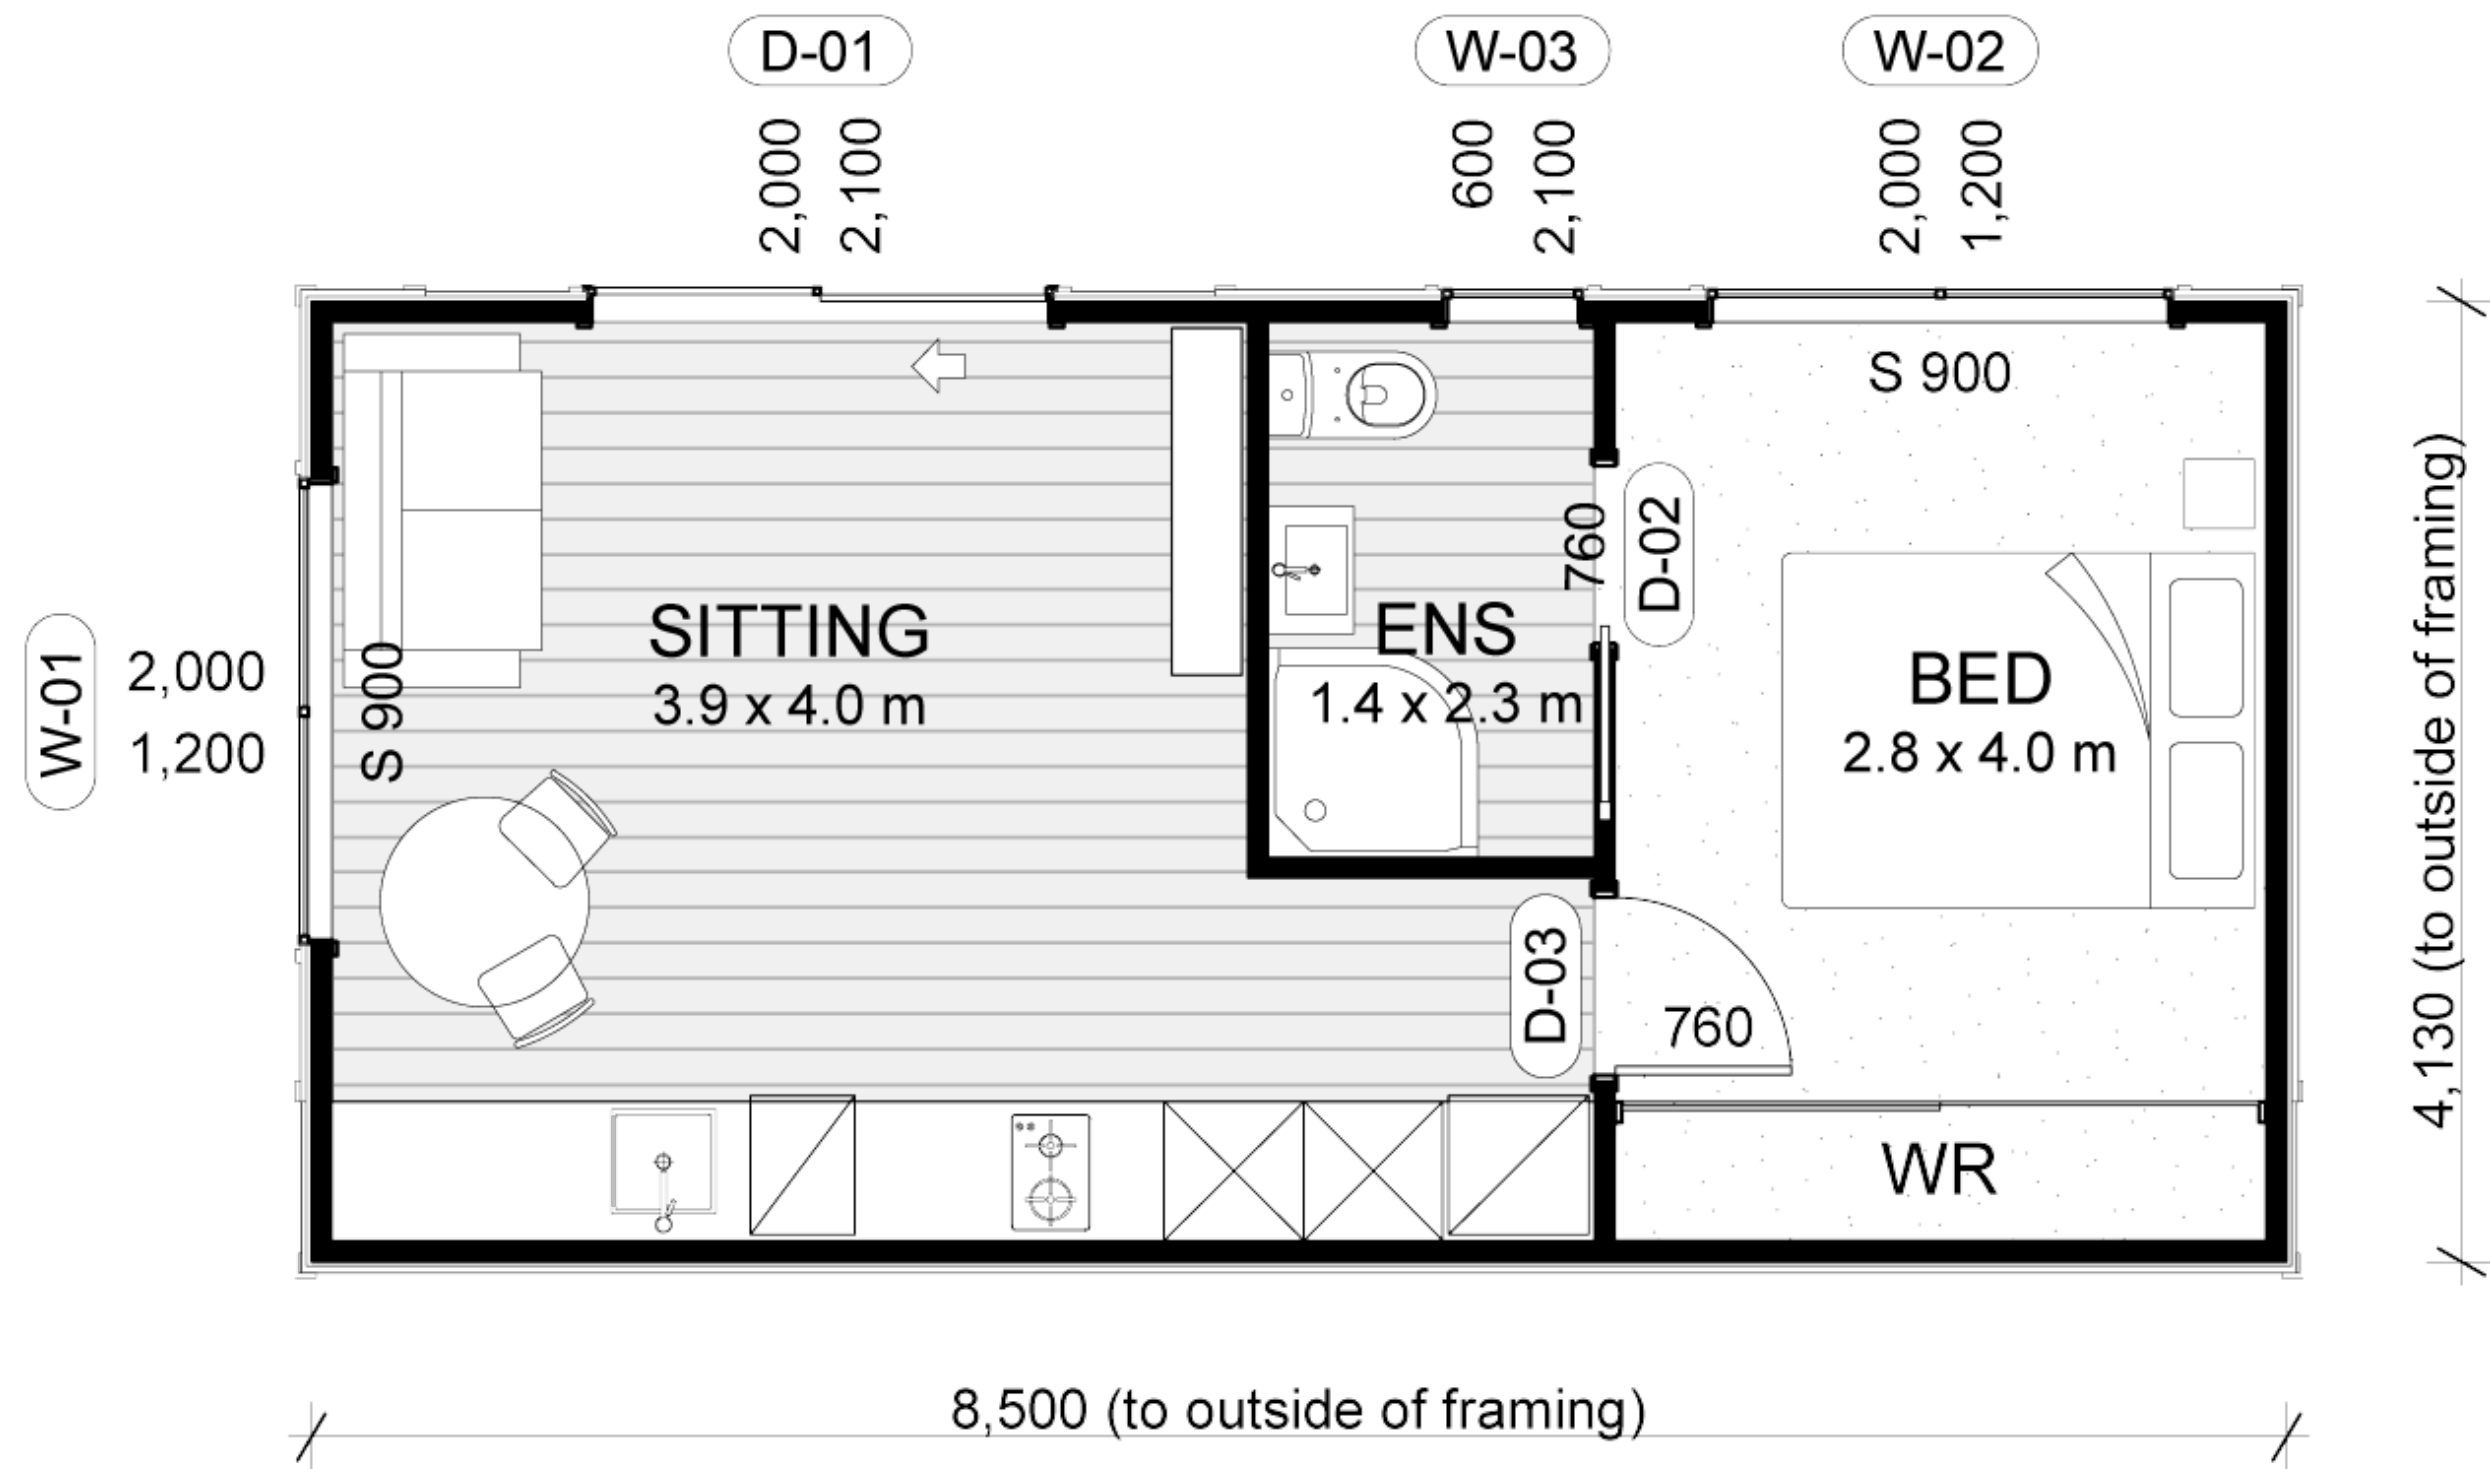 D-01
W-03
W-02
2,000
2,100
600
2,100
2,000
1,200
S 900
760
D-02
W-01
2,000
1,200
S 900
SITTING
3.9 x 4.0 m
ENS
1.4 x 2.3 m
BED
2.8 x 4.0 m
D-03
760
WR
4,130 (to outside of framing)
8,500 (to outside of framing)